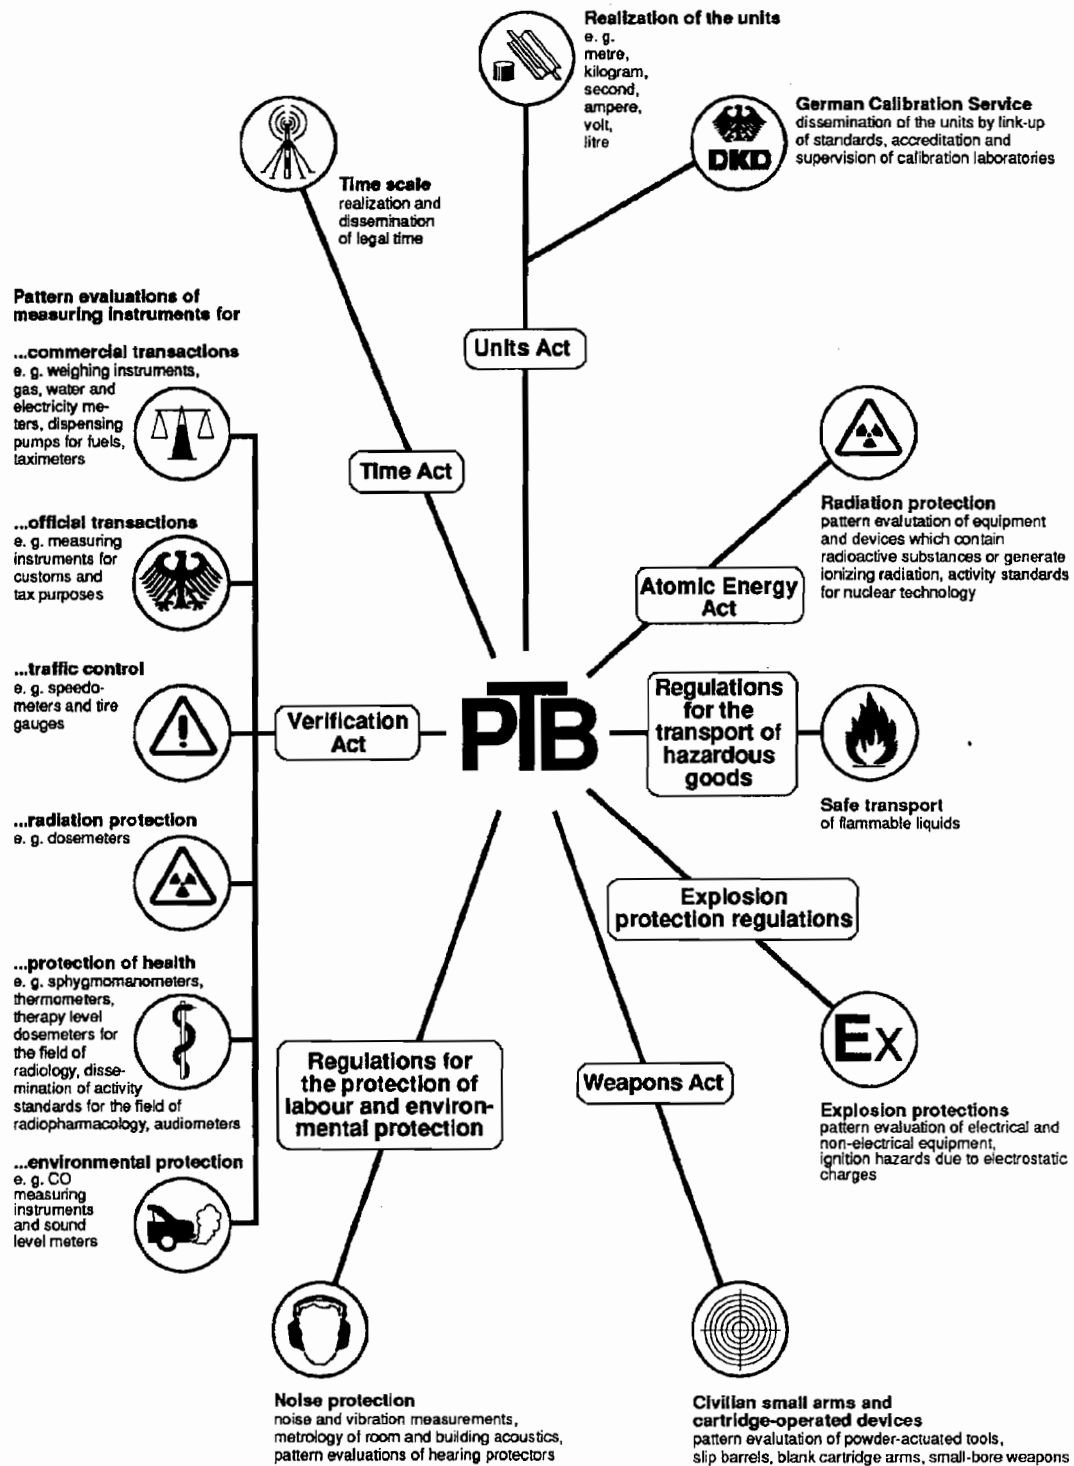 Realization of the units
e. g.
metre,
kilogram,
second,
ampere,
volt,
litre
German Calibration Service
dissemination of the units by link-up
of standards, accreditation and
supervision of calibration laboratories
DKD
Time scale
realization and
dissemination
of legal time
Units Act
Time Act
Pattern evaluations of
measuring instruments for
...commercial transactions
e. g. weighing instruments,
gas, water and
electricity me-
ters, dispensing
pumps for fuels,
taximeters
...official transactions
e. g. measuring
instruments for
customs and
tax purposes
...traffic control
e. g. speedo-
meters and tire
gauges
...radiation protection
e. g. dosemeters
...protection of health
e. g. sphygmomanometers,
thermometers,
therapy level
dosemeters for
the field of
radiology, disse-
mination of activity
standards for the field of
radiopharmacology, audiometers
...environmental protection
e. g. CO
measuring
instruments
and sound
level meters
Verification
Act
PTB
Radiation protection
pattern evalutation of equipment
and devices which contain
radioactive substances or generate
ionizing radiation, activity standards
for nuclear technology
Atomic Energy
Act
Regulations
for the
transport of
hazardous
goods
Safe transport
of flammable liquids
Explosion
protection regulations
Ex
Explosion protections
pattern evaluation of electrical and
non-electrical equipment,
ignition hazards due to electrostatic
charges
Weapons Act
Regulations for
the protection of
labour and environ-
mental protection
Noise protection
noise and vibration measurements,
metrology of room and building acoustics,
pattern evaluations of hearing protectors
Civilian small arms and
cartridge-operated devices
pattern evalutation of powder-actuated tools,
slip barrels, blank cartridge arms, small-bore weapons